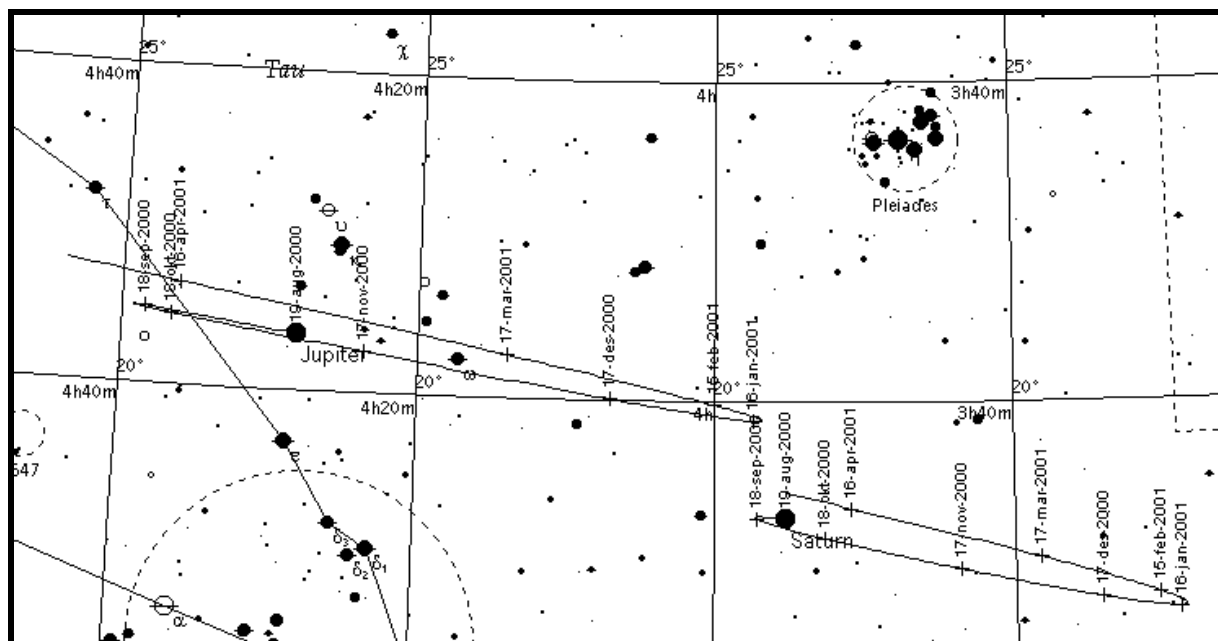 25°
4h40m
Tau
χ
25°
4h20m
25°
4h
25°
3h40m
Pleiades
τ
υ
κ
18-sep-2000
18-okt-2000
16-apr-2001
19-aug-2000
17-nov-2000
17-mar-2001
17-des-2000
15-feb-2001
16-jan-2001
Jupiter
ω
20°
4h40m
20°
4h20m
20°
4h
20°
3h40m
18-sep-2000
19-aug-2000
18-okt-2000
16-apr-2001
17-nov-2000
17-mar-2001
17-des-2000
15-feb-2001
16-jan-2001
Saturn
647
ε
δ3
δ2
δ1
α